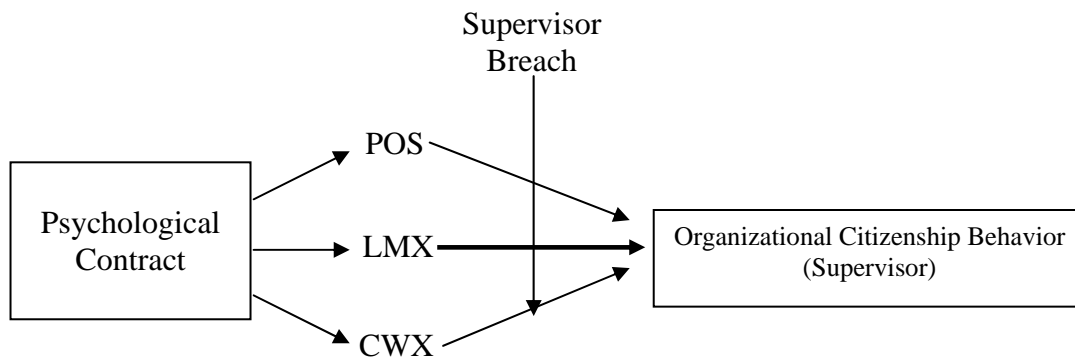 Supervisor
Breach
POS
Psychological
Contract
LMX
Organizational Citizenship Behavior
(Supervisor)
CWX